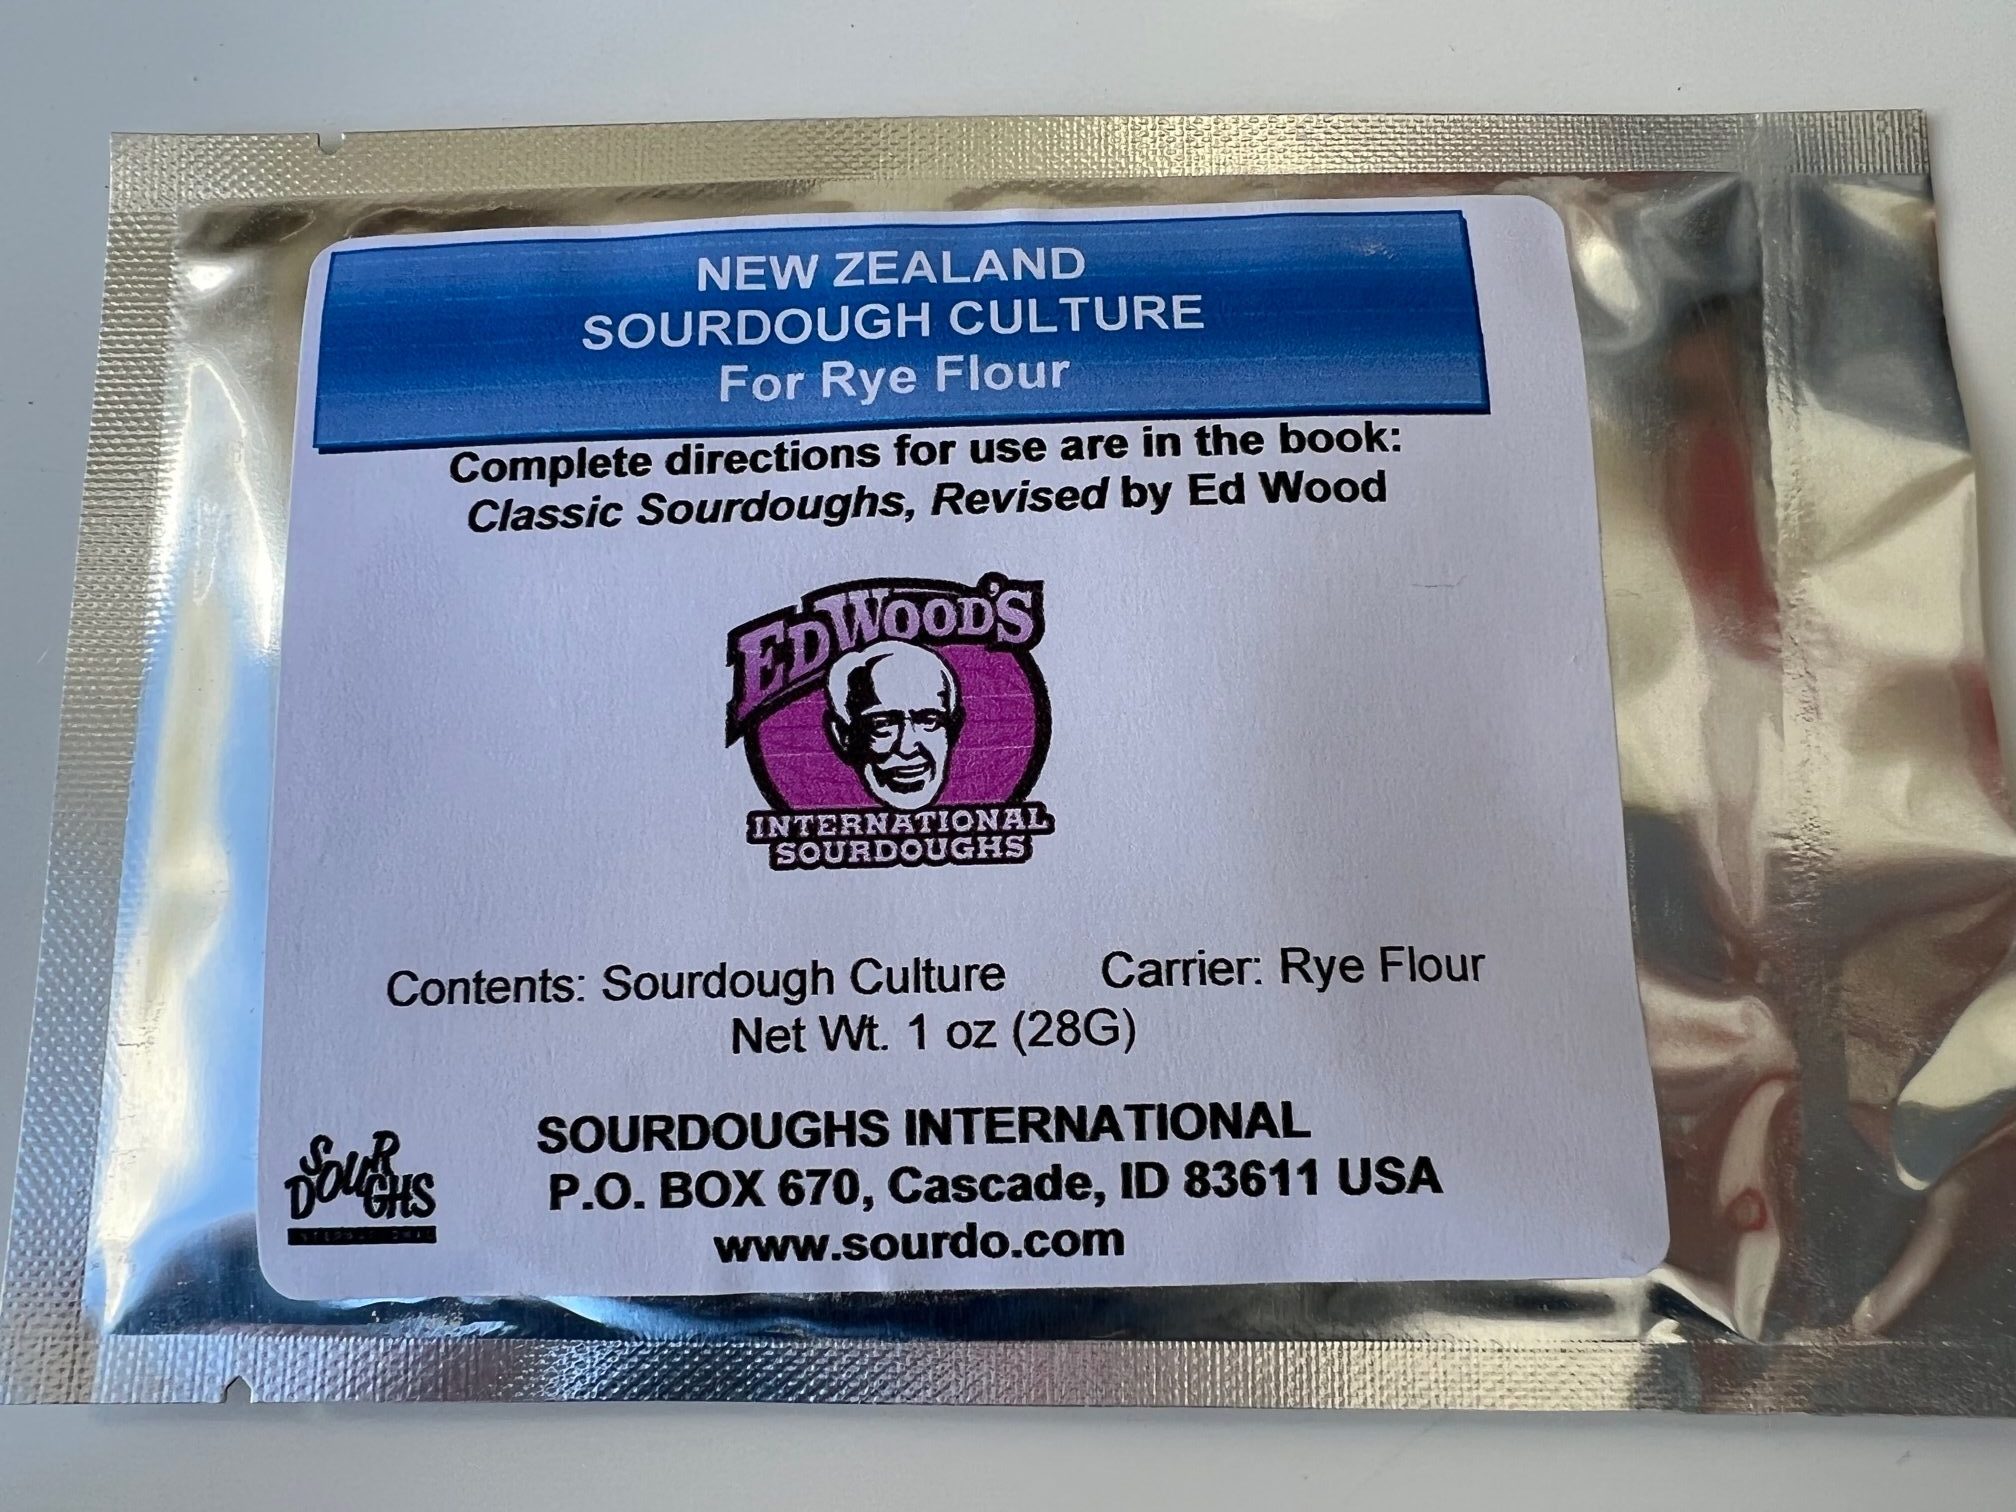 NEW ZEALAND
SOURDOUGH CULTURE
For Rye Flour
Complete directions for use are in the book:
Classic Sourdoughs, Revised by Ed Wood
ED WOOD'S
INTERNATIONAL
SOURDOUGHS
Contents: Sourdough Culture Carrier: Rye Flour
Net Wt. 1 oz (28G)
SOURDOUGHS INTERNATIONAL
P.O. BOX 670, Cascade, ID 83611 USA
www.sourdo.com
SOUR
DOUGHS
INTERNATIONAL